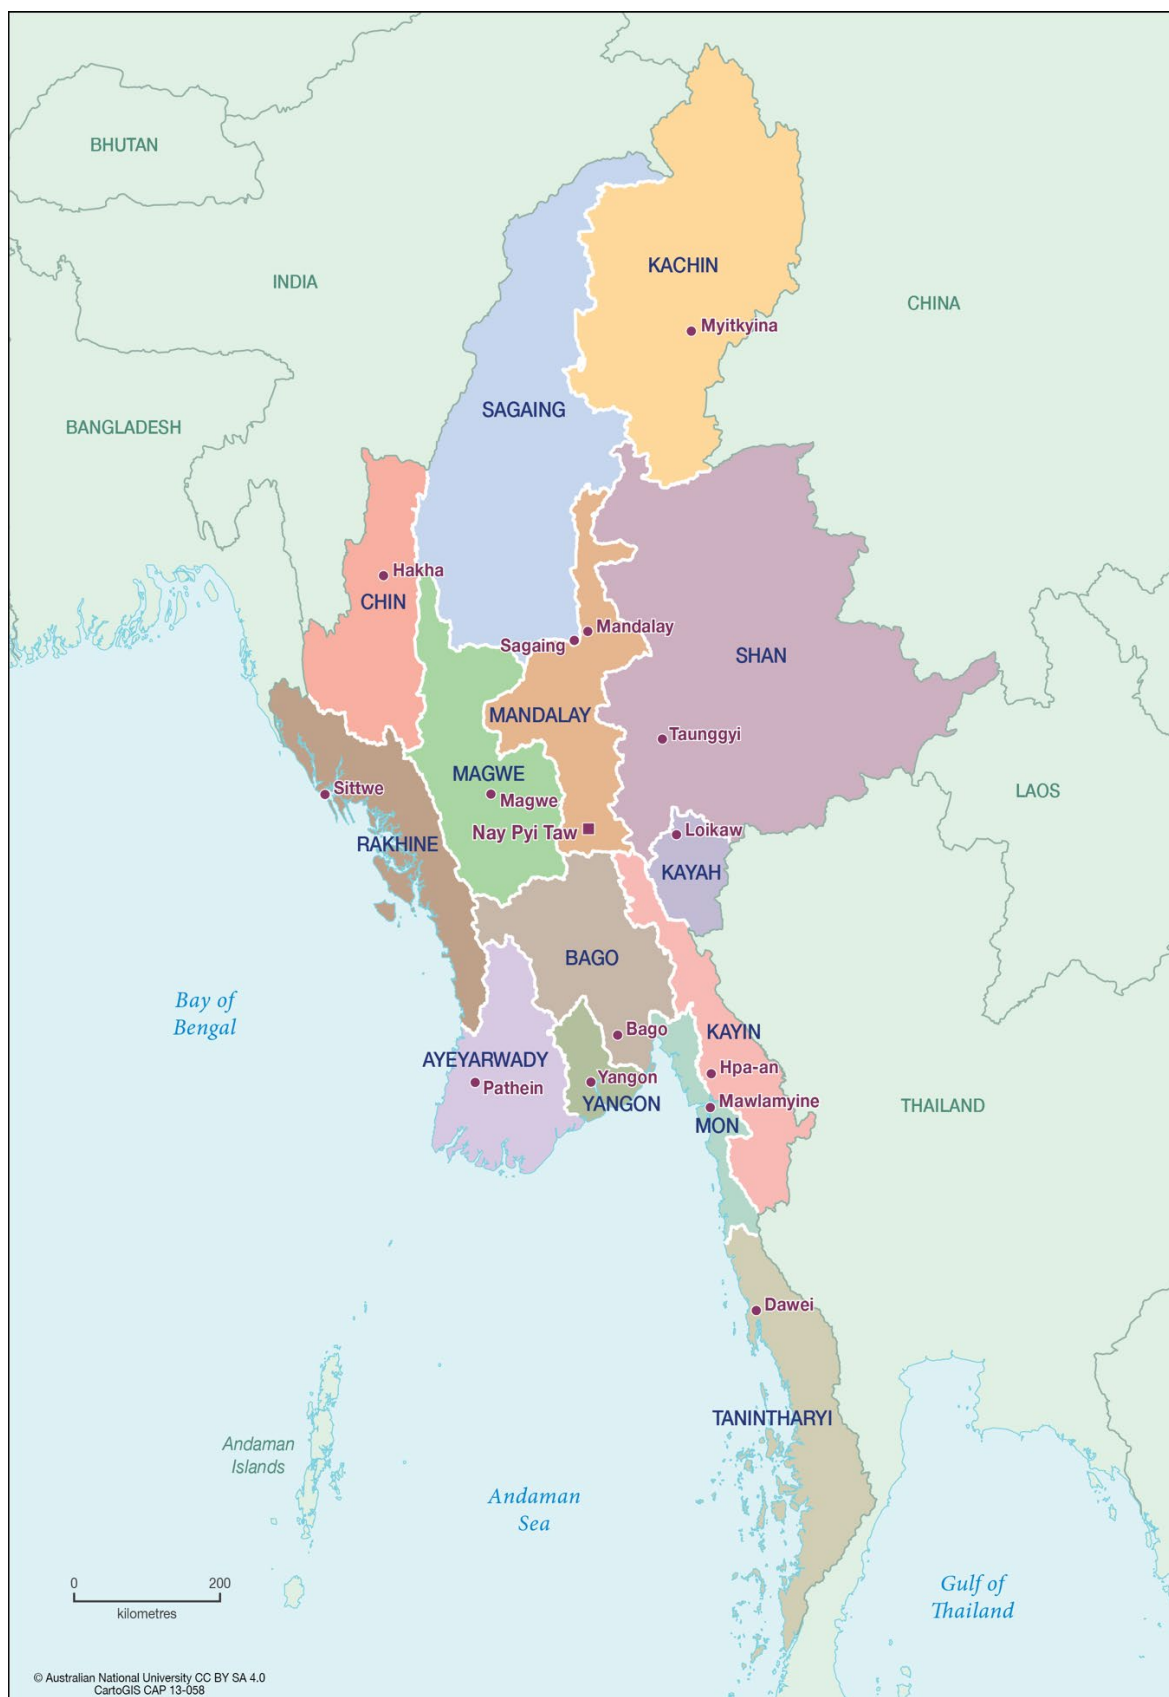 BHUTAN
INDIA
CHINA
BANGLADESH
KACHIN
Myitkyina
SAGAING
Hakha
CHIN
Mandalay
Sagaing
SHAN
MANDALAY
Taunggyi
MAGWE
Magwe
Sittwe
Nay Pyi Taw
Loikaw
RAKHINE
KAYAH
LAOS
BAGO
Bay of
Bengal
Bago
KAYIN
AYEYARWADY
Pathein
Yangon
YANGON
Hpa-an
Mawlamyine
MON
THAILAND
Dawei
TANINTHARYI
Andaman
Islands
Andaman
Sea
Gulf of
Thailand
0 200
kilometres
© Australian National University CC BY SA 4.0
CartoGIS CAP 13-058